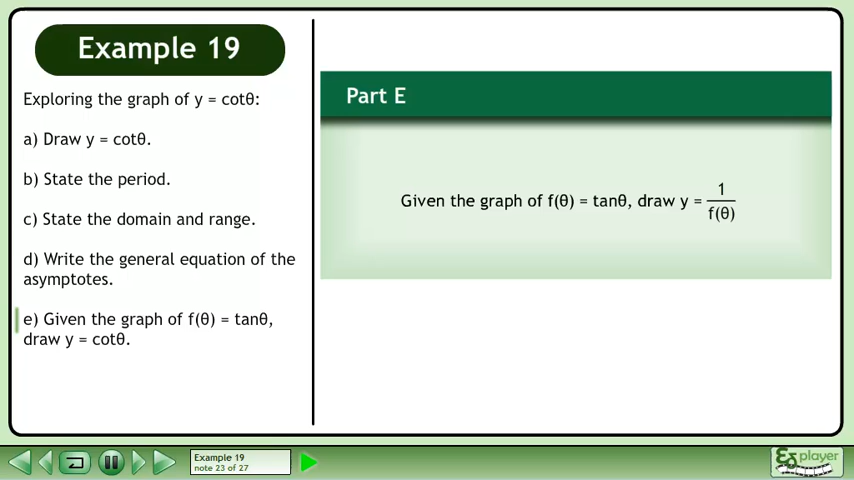 Example 19
Exploring the graph of y = cotθ:
a) Draw y = cotθ.
b) State the period.
c) State the domain and range.
d) Write the general equation of the
asymptotes.
e) Given the graph of f(θ) = tanθ,
draw y = cotθ.
Part E
Given the graph of f(θ) = tanθ, draw y = 1/f(θ)
Example 19
note 23 of 27
Ez player